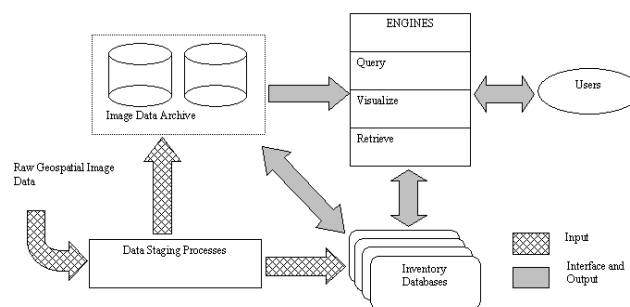 ENGINES
Query
Visualize
Retrieve
Users
Image Data Archive
Raw Geospatial Image
Data
Data Staging Processes
Inventory
Databases
Input
Interface and
Output